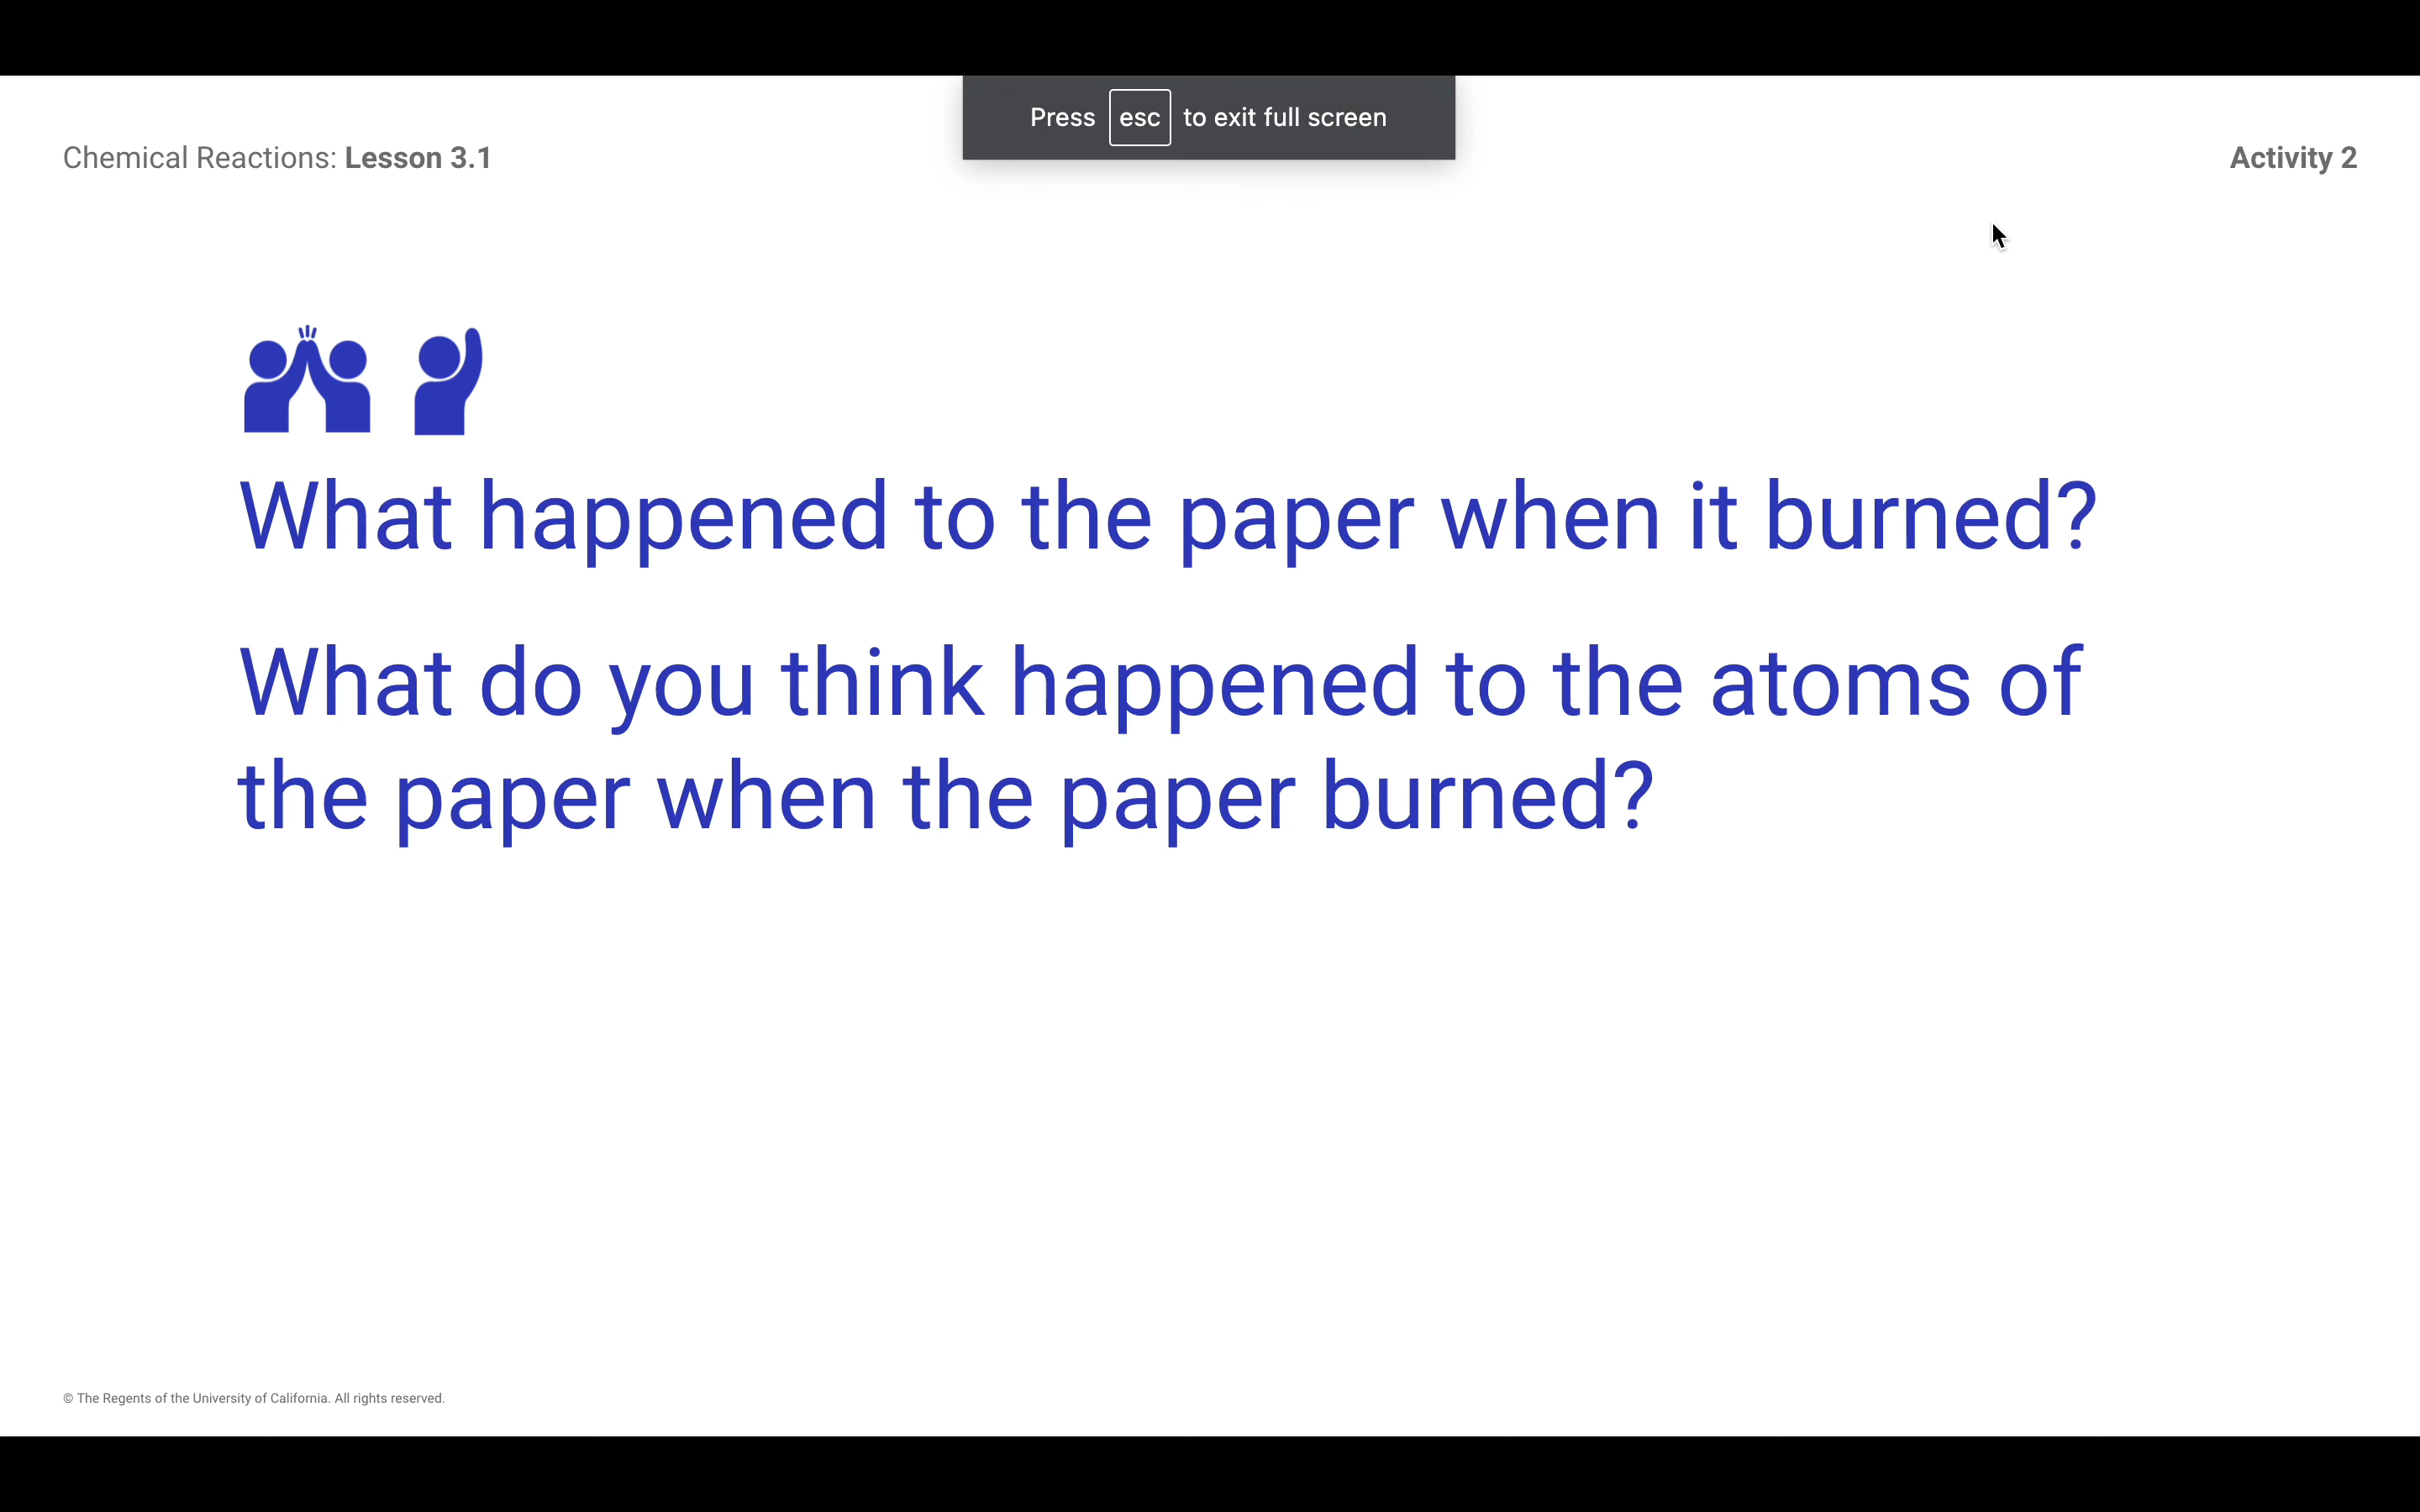 Press esc to exit full screen
Chemical Reactions: Lesson 3.1
Activity 2
What happened to the paper when it burned?
What do you think happened to the atoms of
the paper when the paper burned?
© The Regents of the University of California. All rights reserved.